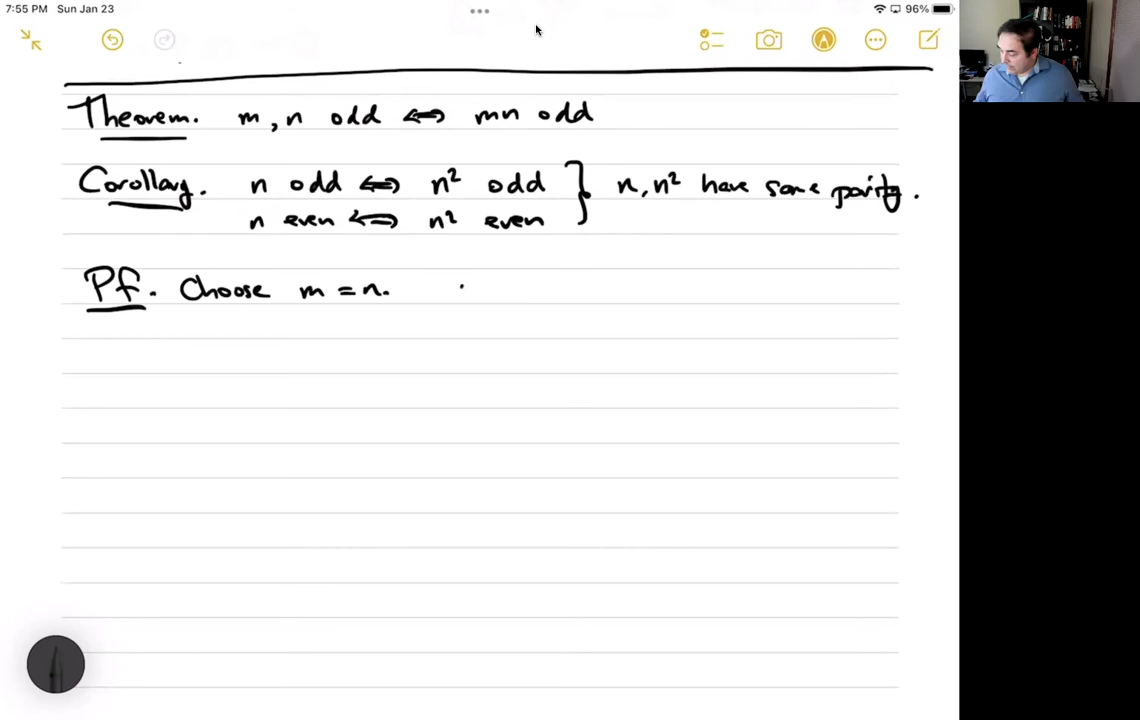 7:55 PM Sun Jan 23
96%
Theorem. m, n odd ⇔ mn odd
Corollary. n odd ⇔ n² odd } n, n² have same parity.
n even ⇔ n² even
Pf. Choose m = n.